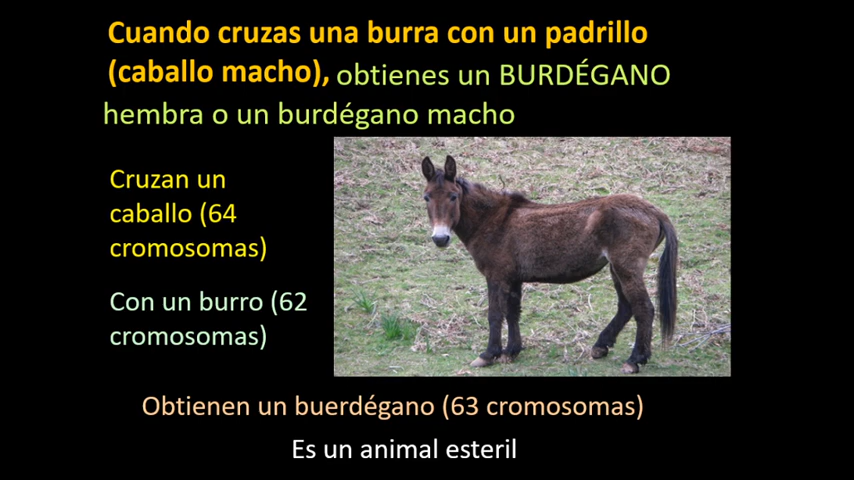 Cuando cruzas una burra con un padrillo
(caballo macho), obtienes un BURDÉGANO
hembra o un burdégano macho
Cruzan un
caballo (64
cromosomas)
Con un burro (62
cromosomas)
Obtienen un buerdégano (63 cromosomas)
Es un animal esteril